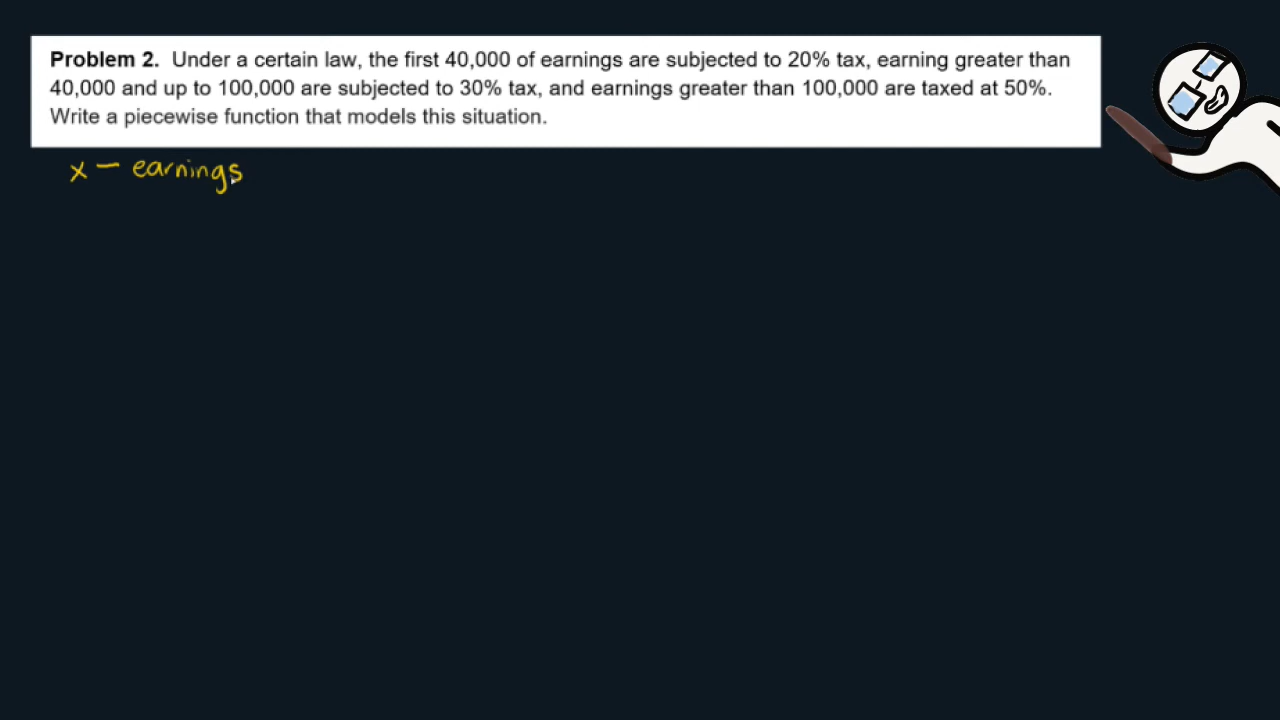 Problem 2. Under a certain law, the first 40,000 of earnings are subjected to 20% tax, earning greater than
40,000 and up to 100,000 are subjected to 30% tax, and earnings greater than 100,000 are taxed at 50%.
Write a piecewise function that models this situation.
x — earnings